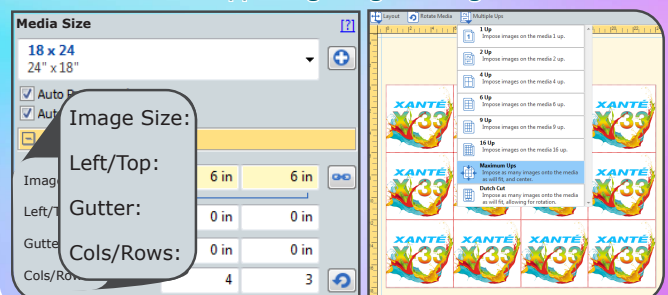 Media Size
[?]
18 x 24
24" x 18"
Auto
Aut
Image Size:
Left/Top:
Gutter:
Cols/Rows:
Imag
6 in
6 in
Left/T
0 in
0 in
Gutte
0 in
0 in
Cols/Row
4
3
Layout
Rotate Media
Multiple Ups
1 Up
Impose images on the media 1 up.
2 Up
Impose images on the media 2 up.
4 Up
Impose images on the media 4 up.
6 Up
Impose images on the media 6 up.
9 Up
Impose images on the media 9 up.
16 Up
Impose images on the media 16 up.
Maximum Ups
Impose as many images onto the media
as will fit, and center.
Dutch Cut
Impose as many images onto the media
as will fit, allowing for rotation.
XANTÉ
X-33
XANTÉ
X-33
XANTÉ
X-33
XANTÉ
X-33
XANTÉ
X-33
XANTÉ
X-33
XANTÉ
X-33
XANTÉ
X-33